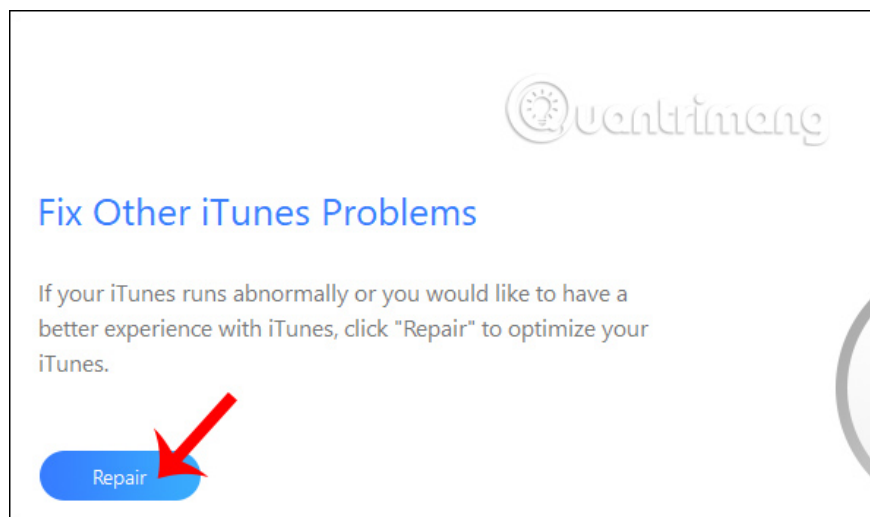 Quantrimang
Fix Other iTunes Problems
If your iTunes runs abnormally or you would like to have a
better experience with iTunes, click "Repair" to optimize your
iTunes.
Repair